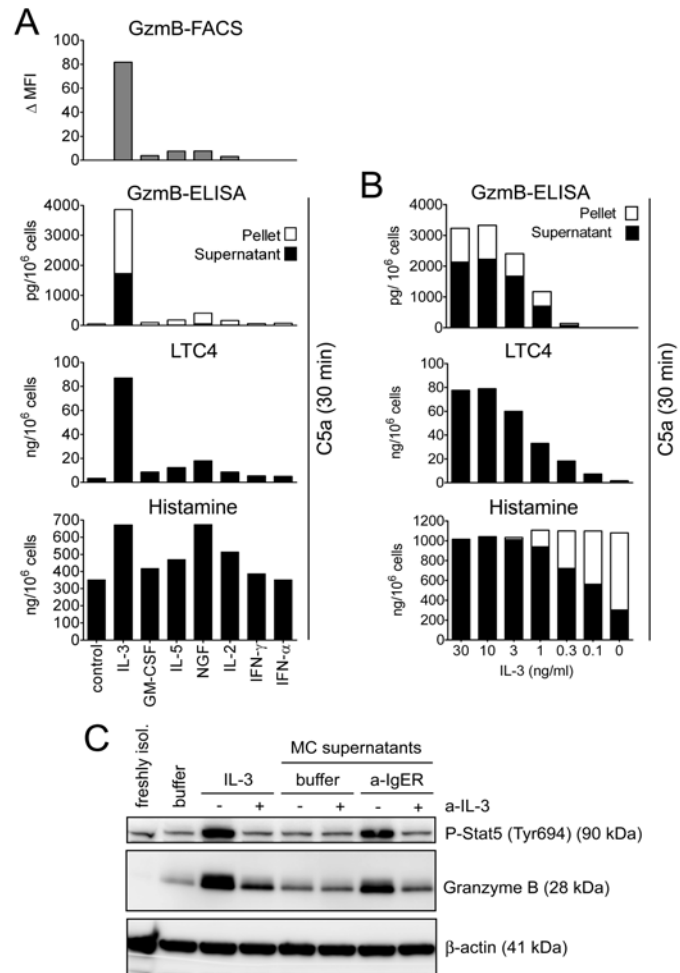 A
GzmB-FACS
Δ MFI
100
80
60
40
20
0
GzmB-ELISA
pg/10⁶ cells
4000
3000
2000
1000
0
Pellet
Supernatant
LTC4
ng/10⁶ cells
100
80
60
40
20
0
Histamine
ng/10⁶ cells
700
600
500
400
300
200
100
0
control
IL-3
GM-CSF
IL-5
NGF
IL-2
IFN-γ
IFN-α
C5a (30 min)
B
GzmB-ELISA
pg/ 10⁶ cells
4000
3000
2000
1000
0
Pellet
Supernatant
LTC4
ng/10⁶ cells
100
80
60
40
20
0
Histamine
ng/10⁶ cells
1200
1000
800
600
400
200
0
30 10 3 1 0.3 0.1 0
IL-3 (ng/ml)
C5a (30 min)
C
freshly isol.
buffer
MC supernatants
IL-3 buffer a-IgER
- + - + - + a-IL-3
P-Stat5 (Tyr694) (90 kDa)
Granzyme B (28 kDa)
β-actin (41 kDa)